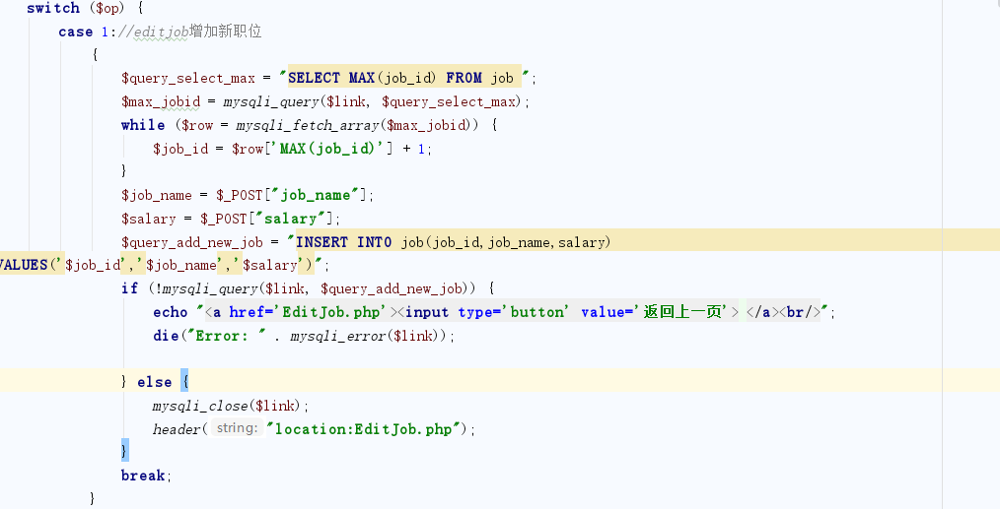 switch ($op) {
case 1://editjob增加新职位
{
$query_select_max = "SELECT MAX(job_id) FROM job ";
$max_jobid = mysqli_query($link, $query_select_max);
while ($row = mysqli_fetch_array($max_jobid)) {
$job_id = $row['MAX(job_id)'] + 1;
}
$job_name = $_POST["job_name"];
$salary = $_POST["salary"];
$query_add_new_job = "INSERT INTO job(job_id,job_name,salary)
VALUES('$job_id','$job_name','$salary')";
if (!mysqli_query($link, $query_add_new_job)) {
echo "<a href='EditJob.php'><input type='button' value='返回上一页'> </a><br/>";
die("Error: " . mysqli_error($link));
} else {
mysqli_close($link);
header( string: "location:EditJob.php");
}
break;
}